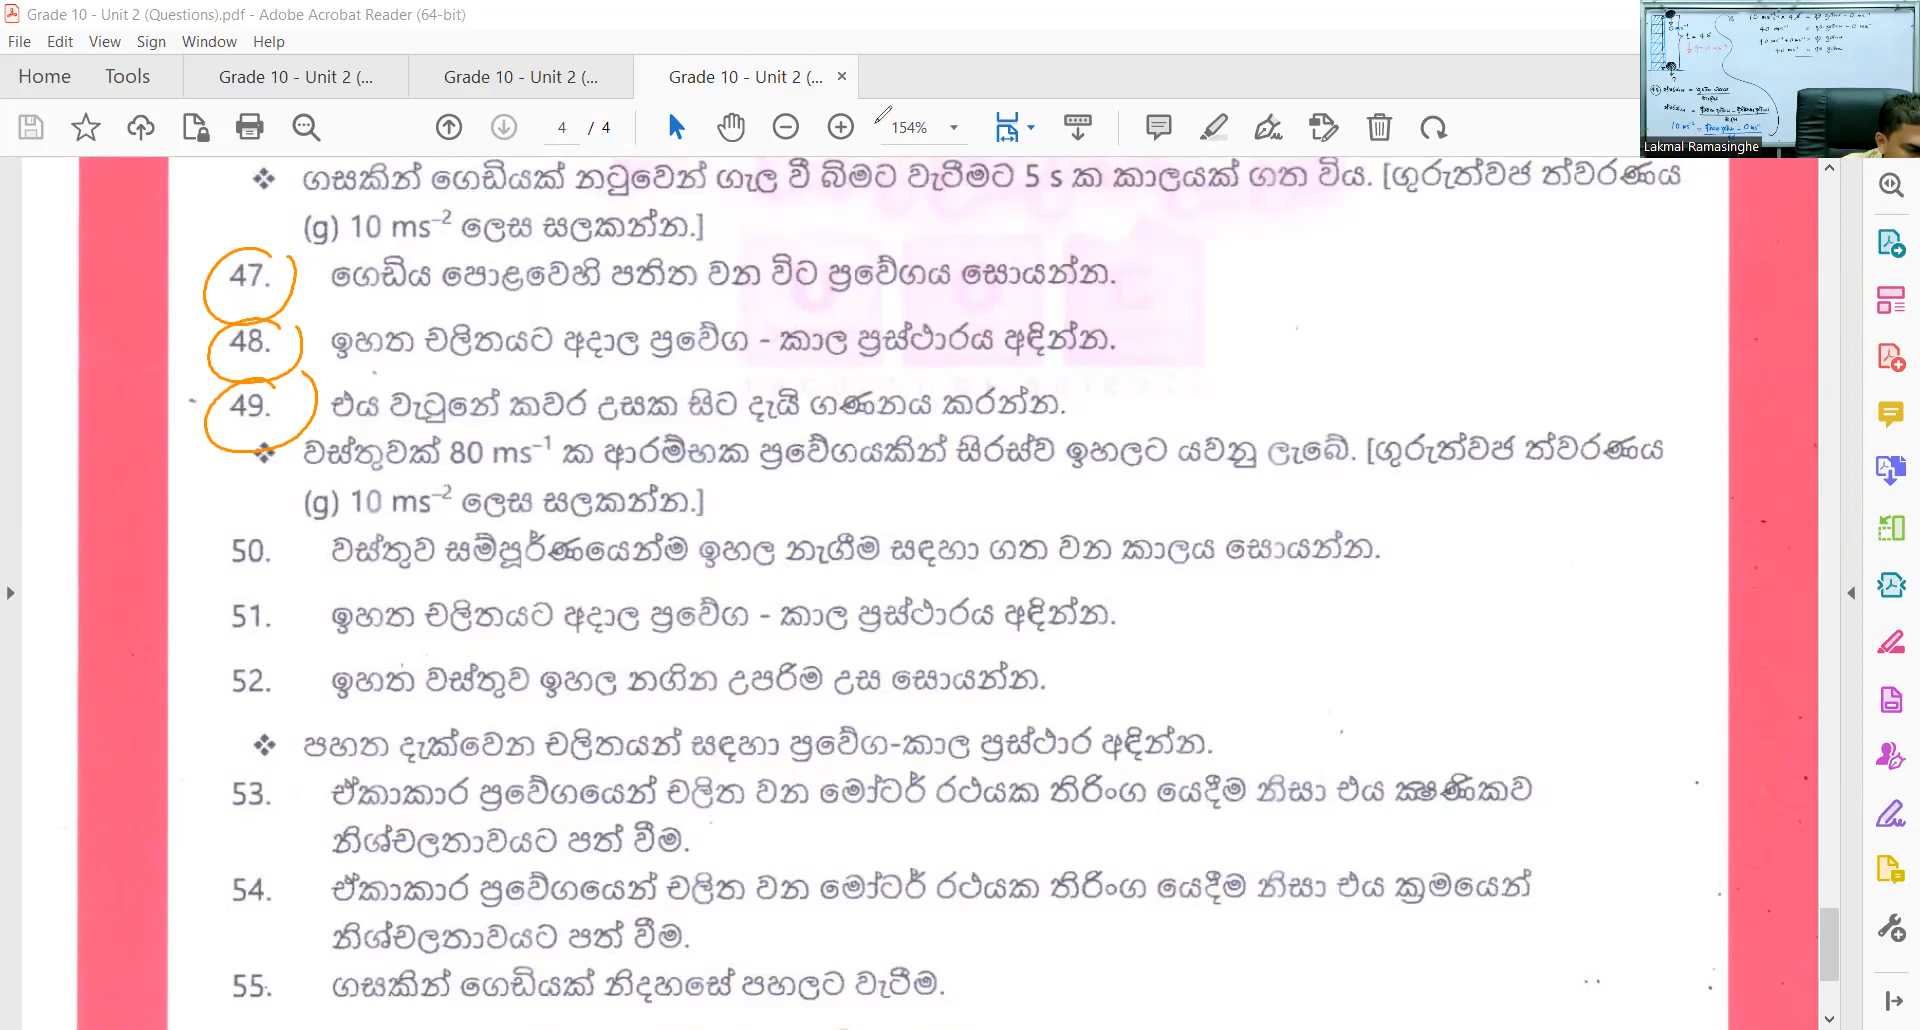 Grade 10 - Unit 2 (Questions).pdf - Adobe Acrobat Reader (64-bit)
File Edit View Sign Window Help
Home Tools Grade 10 - Unit 2 (... Grade 10 - Unit 2 (... Grade 10 - Unit 2 (... ×
4 / 4 154%
Lakmal Ramasinghe
❖ ගසකින් ගෙඩියක් නටුවෙන් ගැල වී බිමට වැටීමට 5 s ක කාලයක් ගත විය. [ගුරුත්වජ ත්වරණය
(g) 10 ms⁻² ලෙස සලකන්න.]
47. ගෙඩිය පොළවෙහි පතිත වන විට ප්‍රවේගය සොයන්න.
48. ඉහත චලිතයට අදාල ප්‍රවේග - කාල ප්‍රස්ථාරය අඳින්න.
49. එය වැටුනේ කවර උසක සිට දැයි ගණනය කරන්න.
❖ වස්තුවක් 80 ms⁻¹ ක ආරම්භක ප්‍රවේගයකින් සිරස්ව ඉහලට යවනු ලැබේ. [ගුරුත්වජ ත්වරණය
(g) 10 ms⁻² ලෙස සලකන්න.]
50. වස්තුව සම්පූර්ණයෙන්ම ඉහල නැගීම සඳහා ගත වන කාලය සොයන්න.
51. ඉහත චලිතයට අදාල ප්‍රවේග - කාල ප්‍රස්ථාරය අඳින්න.
52. ඉහත වස්තුව ඉහල නගින උපරිම උස සොයන්න.
❖ පහත දැක්වෙන චලිතයන් සඳහා ප්‍රවේග-කාල ප්‍රස්ථාර අඳින්න.
53. ඒකාකාර ප්‍රවේගයෙන් චලිත වන මෝටර් රථයක තිරිංග යෙදීම නිසා එය ක්‍ෂණිකව
නිශ්චලතාවයට පත් වීම.
54. ඒකාකාර ප්‍රවේගයෙන් චලිත වන මෝටර් රථයක තිරිංග යෙදීම නිසා එය ක්‍රමයෙන්
නිශ්චලතාවයට පත් වීම.
55. ගසකින් ගෙඩියක් නිදහසේ පහලට වැටීම.